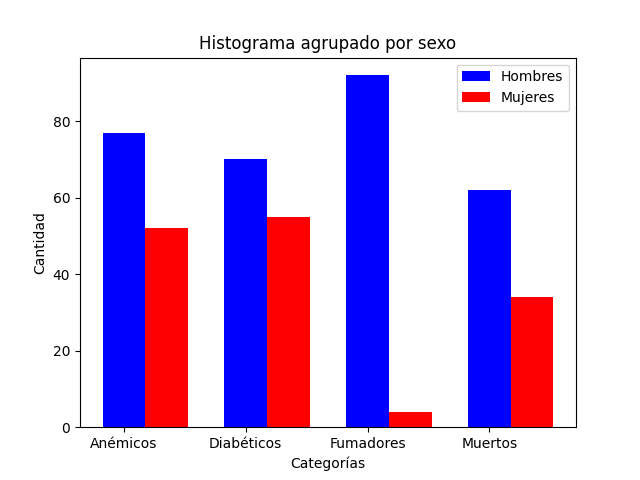 Histograma agrupado por sexo
Hombres
Mujeres
80
60
40
20
0
Cantidad
Anémicos
Diabéticos
Fumadores
Muertos
Categorías